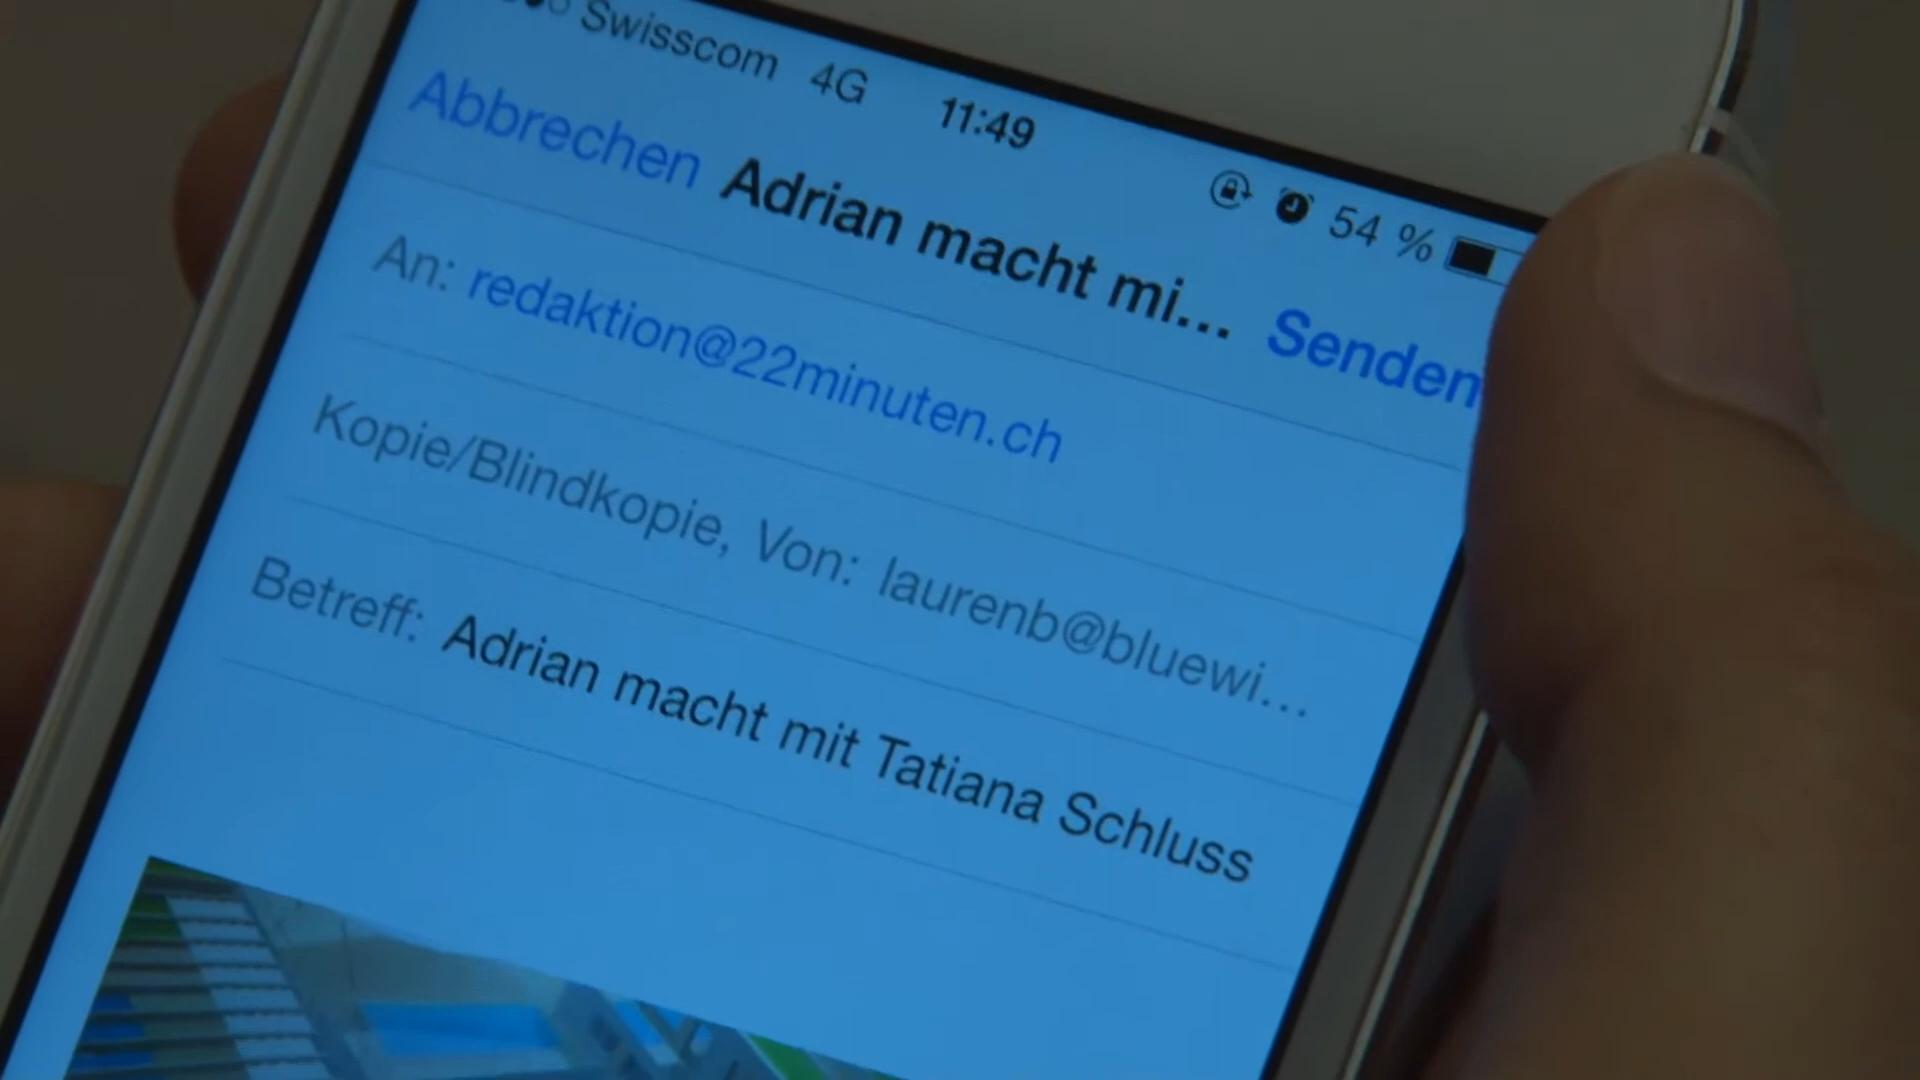 Swisscom 4G 11:49 54 %
Abbrechen Adrian macht mi... Senden
An: redaktion@22minuten.ch
Kopie/Blindkopie, Von: laurenb@bluewi...
Betreff: Adrian macht mit Tatiana Schluss